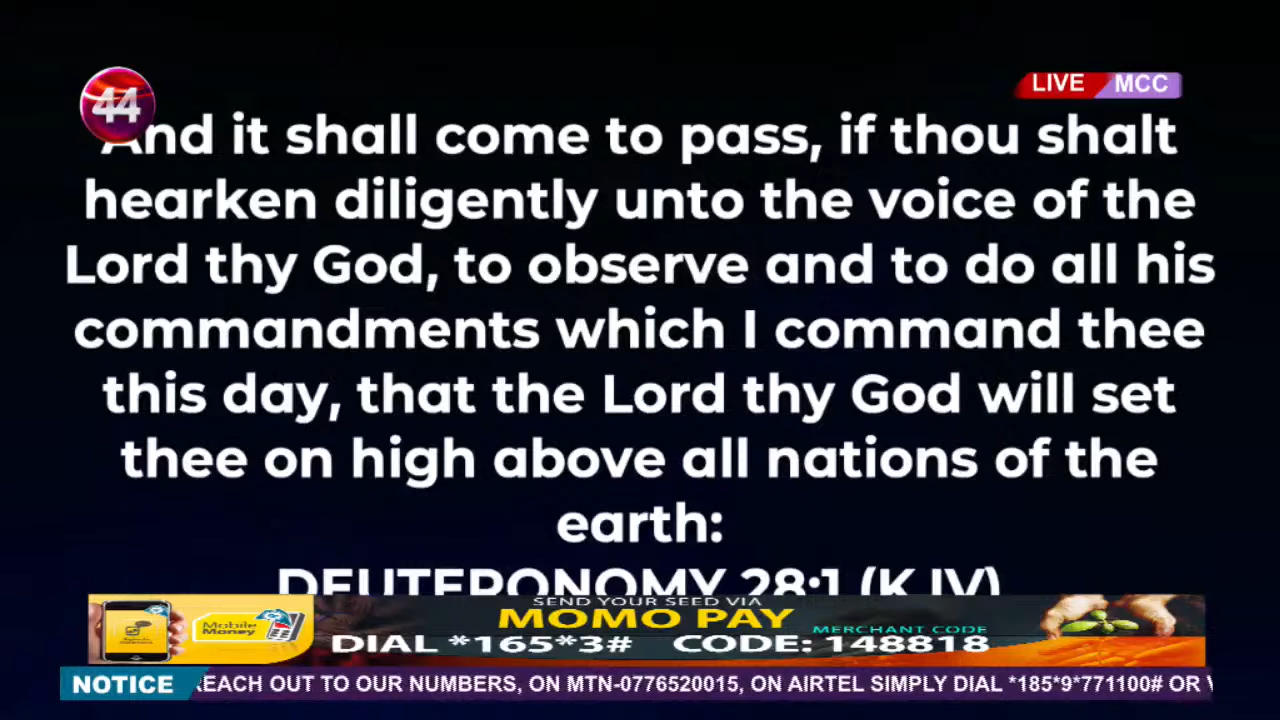 44
LIVE MCC
And it shall come to pass, if thou shalt
hearken diligently unto the voice of the
Lord thy God, to observe and to do all his
commandments which I command thee
this day, that the Lord thy God will set
thee on high above all nations of the
earth:
DEUTERONOMY 28:1 (KJV)
SEND YOUR SEED VIA
MOMO PAY
MERCHANT CODE
DIAL *165*3# CODE: 148818
Mobile
Money
NOTICE
REACH OUT TO OUR NUMBERS, ON MTN-0776520015, ON AIRTEL SIMPLY DIAL *185*9*771100# OR